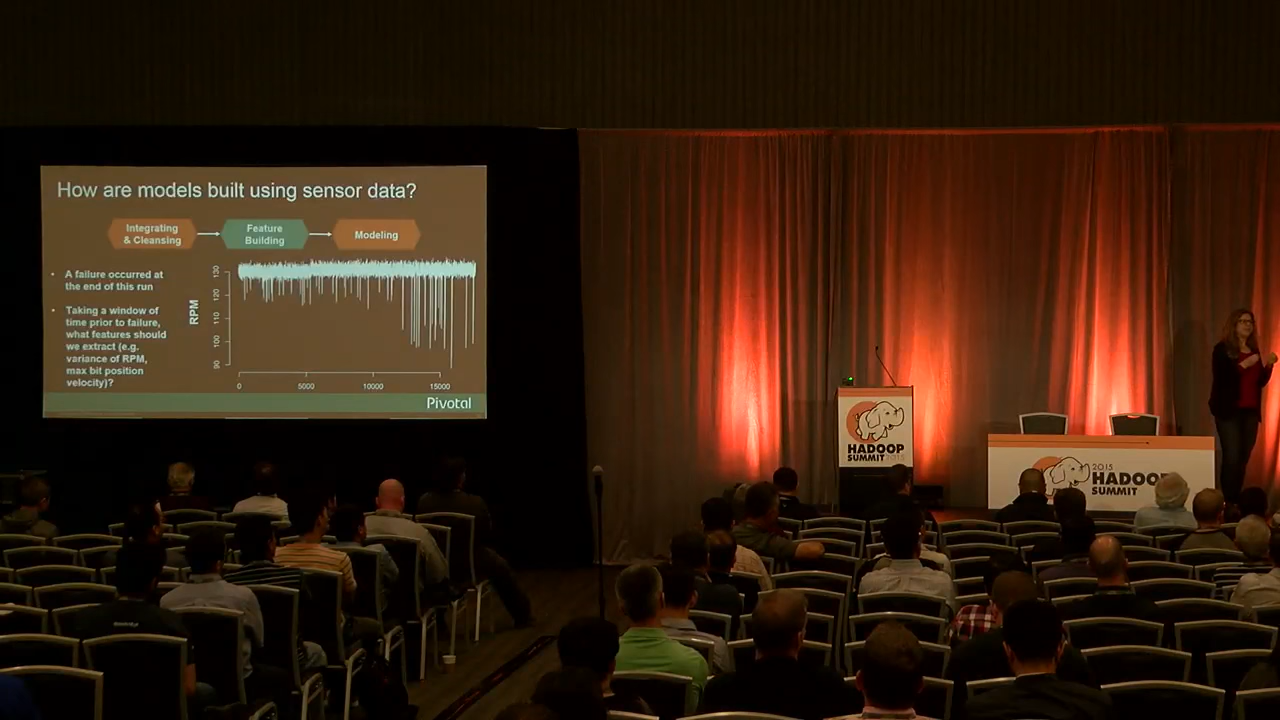 How are models built using sensor data?
Integrating
& Cleansing
Feature
Building
Modeling
• A failure occurred at
the end of this run
• Taking a window of
time prior to failure,
what features should
we extract (e.g.
variance of RPM,
max bit position
velocity)?
RPM
130
120
110
100
90
0
5000
10000
15000
Pivotal
HADOOP
SUMMIT 2015
2015
HADOOP
SUMMIT